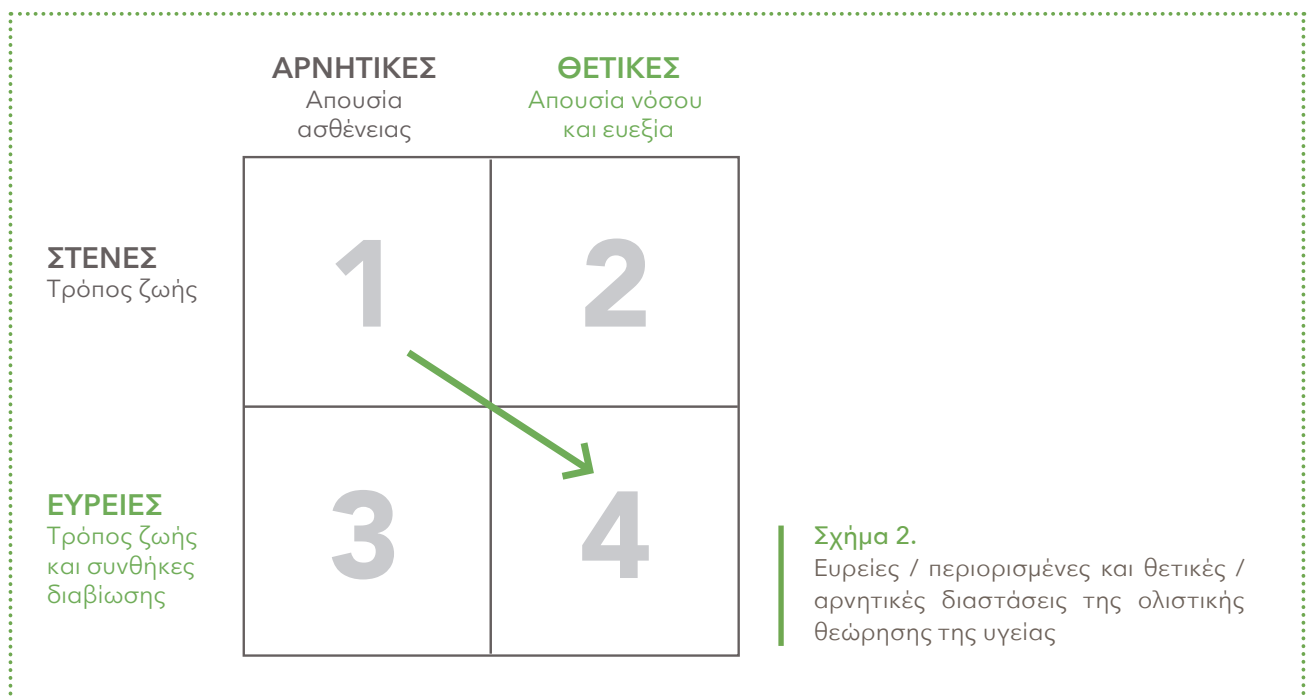 ΑΡΝΗΤΙΚΕΣ
Απουσία
ασθένειας
ΘΕΤΙΚΕΣ
Απουσία νόσου
και ευεξία
ΣΤΕΝΕΣ
Τρόπος ζωής
1
2
ΕΥΡΕΙΕΣ
Τρόπος ζωής
και συνθήκες
διαβίωσης
3
4
Σχήμα 2.
Ευρείες / περιορισμένες και θετικές /
αρνητικές διαστάσεις της ολιστικής
θεώρησης της υγείας